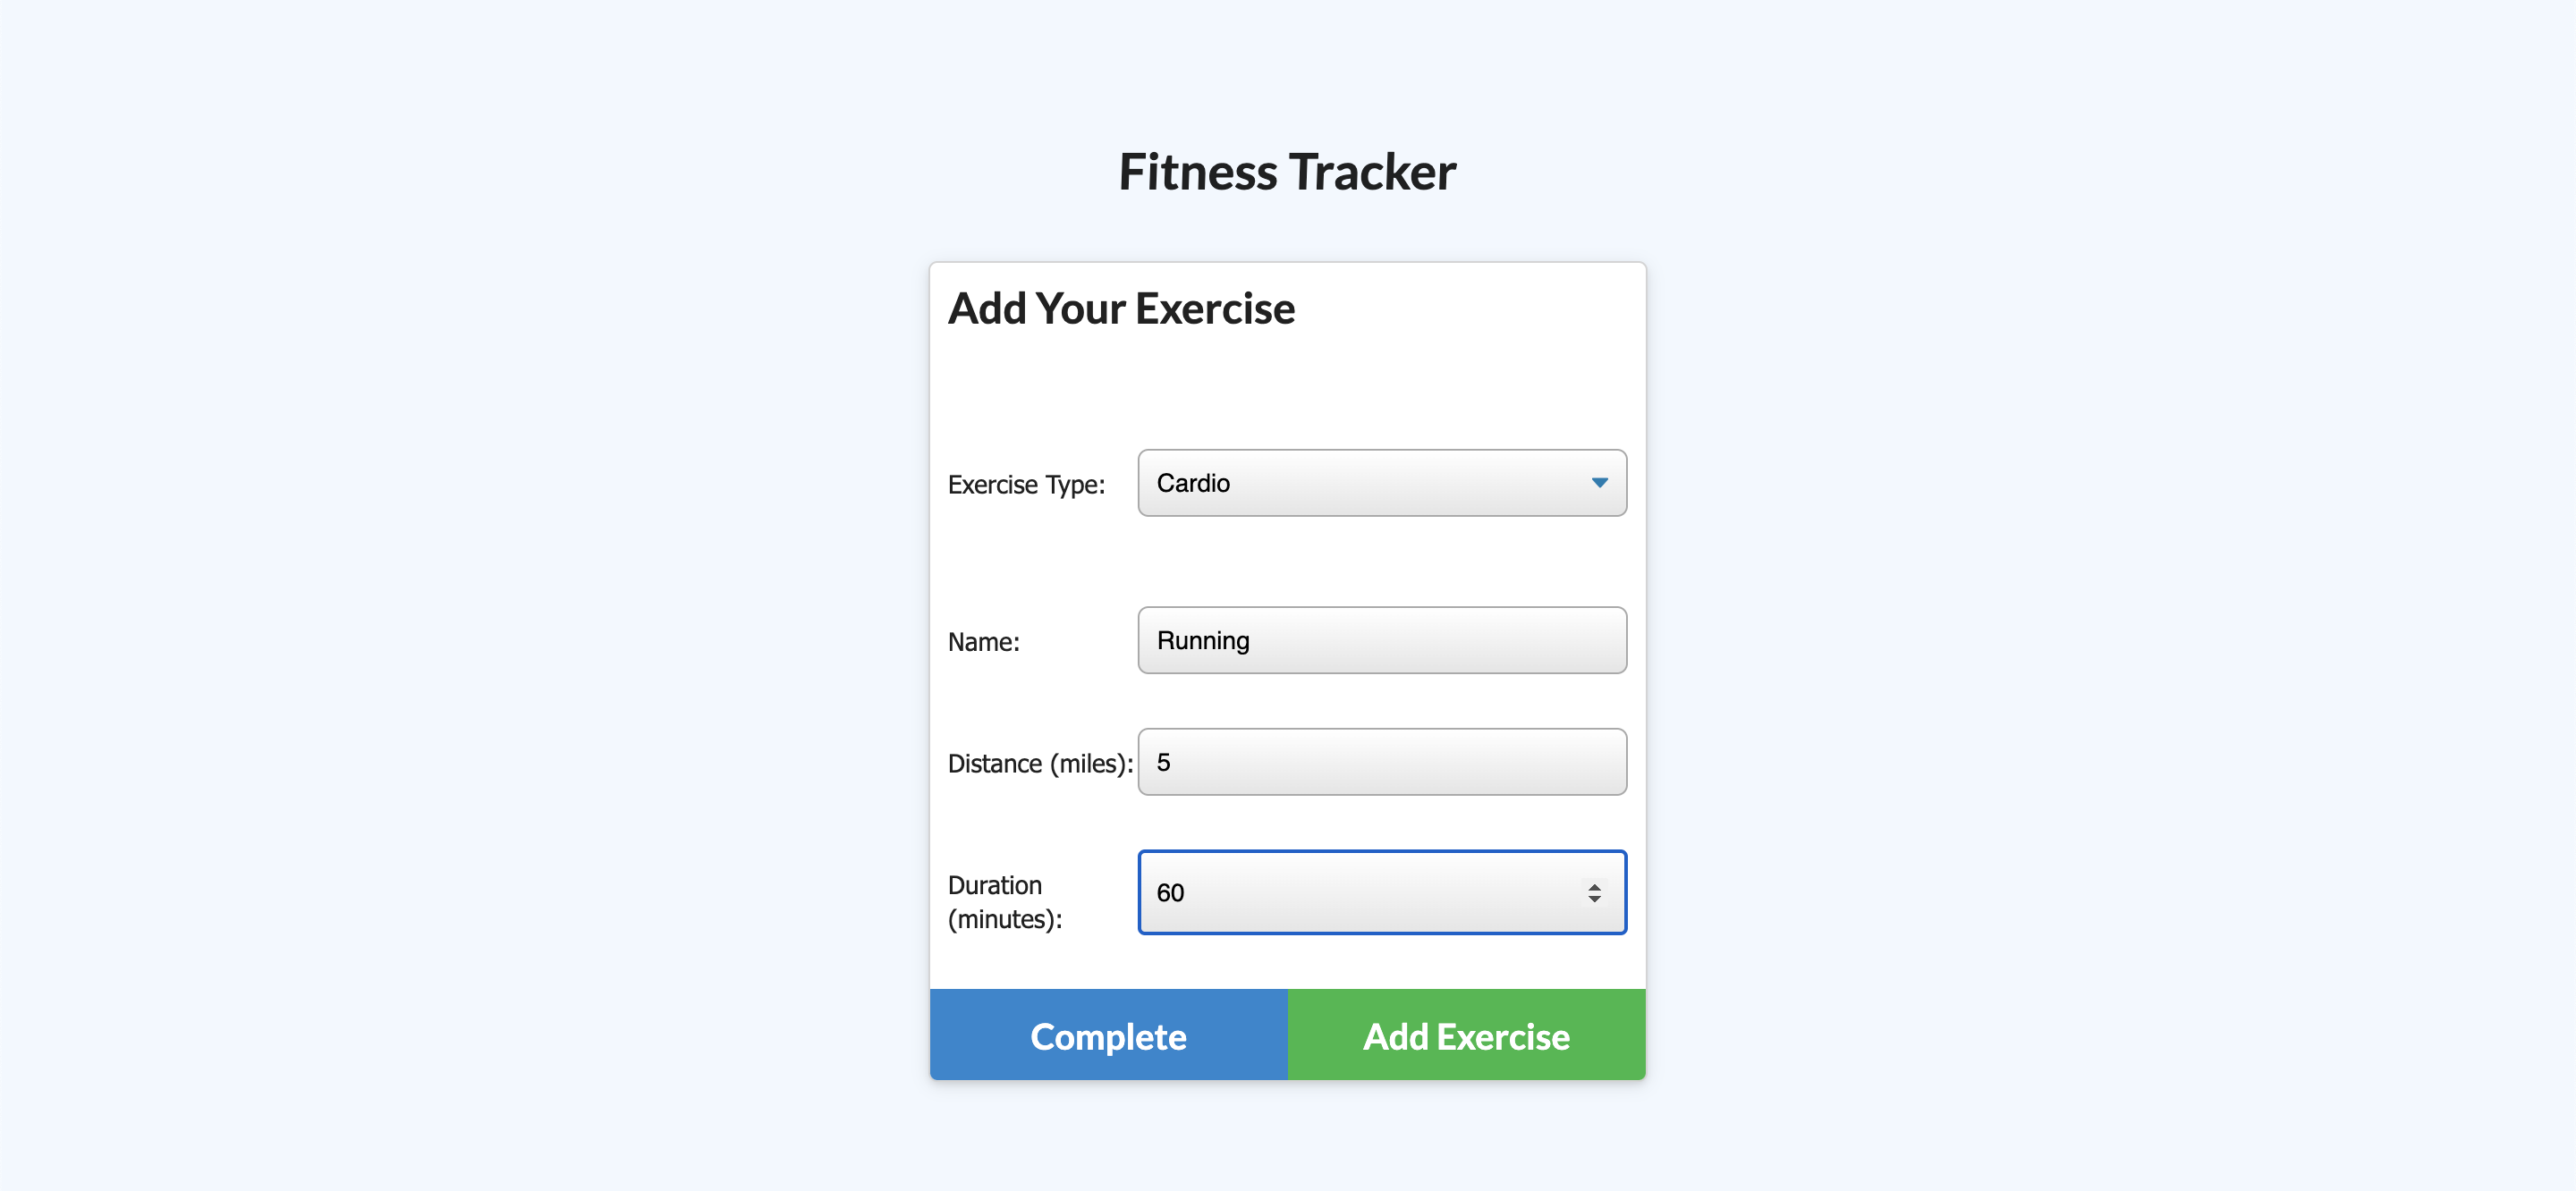 Fitness Tracker
Add Your Exercise
Exercise Type: Cardio
Name: Running
Distance (miles): 5
Duration
(minutes): 60
Complete Add Exercise